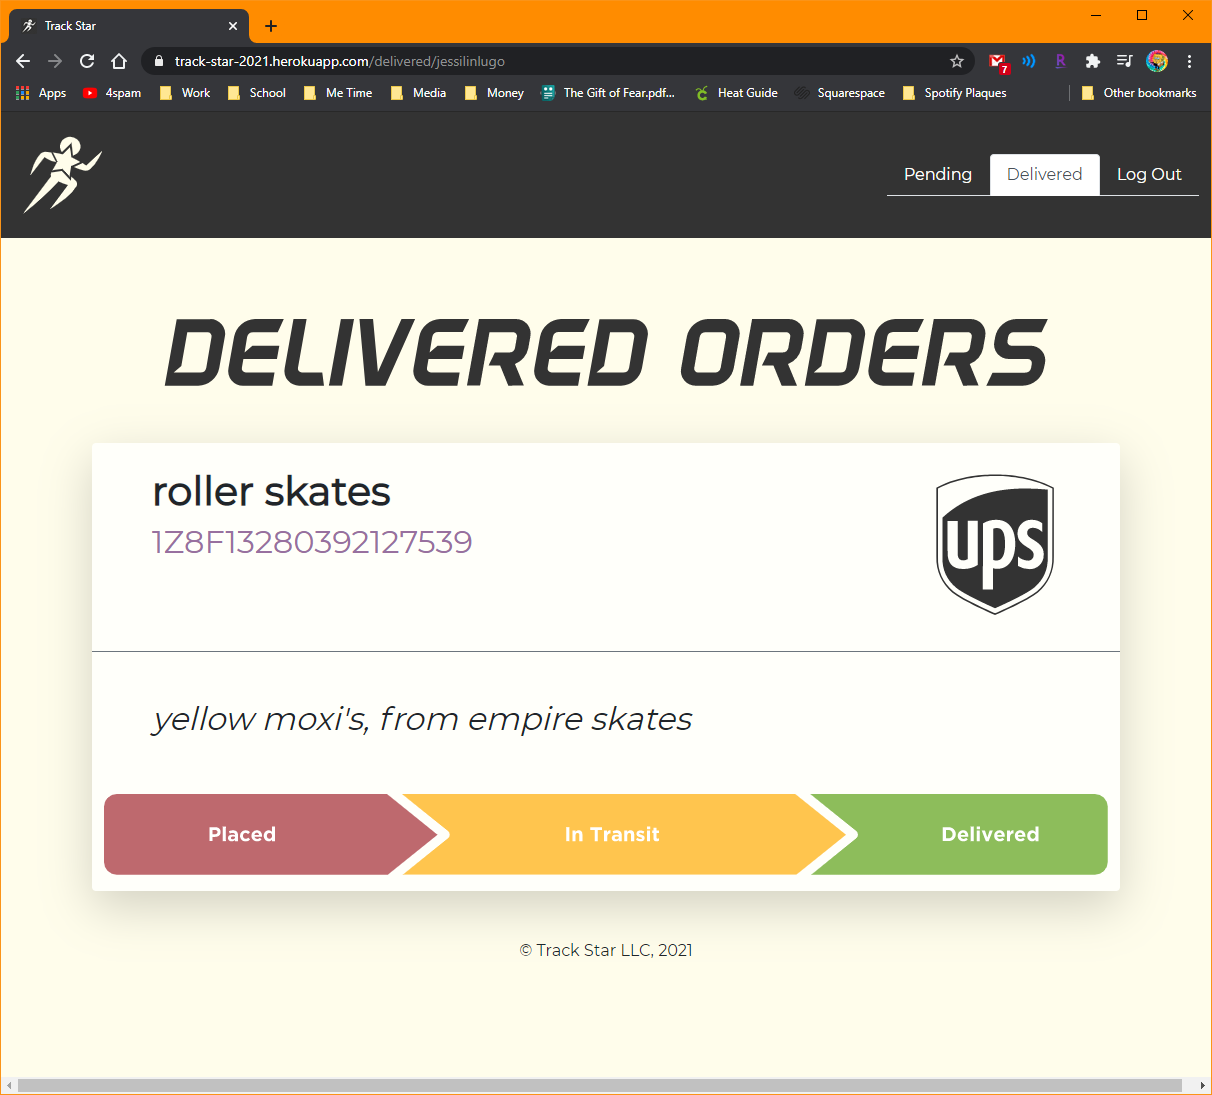 Track Star
track-star-2021.herokuapp.com/delivered/jessilinlugo
7
R
Apps 4spam Work School Me Time Media Money The Gift of Fear.pdf... Heat Guide Squarespace Spotify Plaques Other bookmarks
Pending Delivered Log Out
DELIVERED ORDERS
roller skates
1Z8F13280392127539
ups
yellow moxi's, from empire skates
Placed In Transit Delivered
© Track Star LLC, 2021